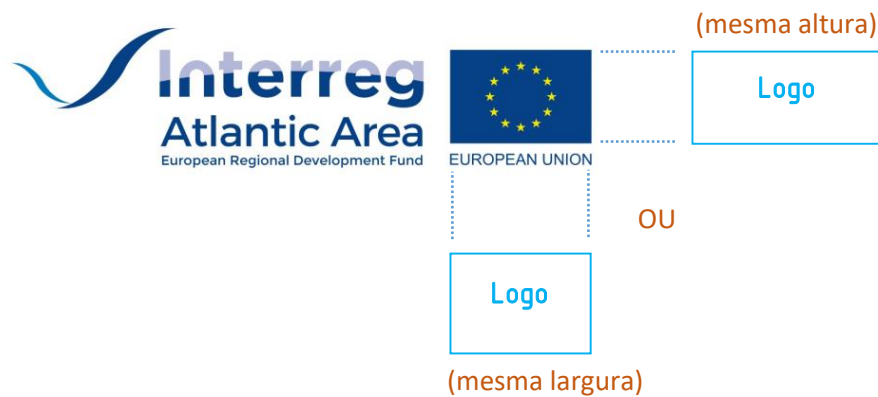 (mesma altura)
Interreg
Logo
Atlantic Area
European Regional Development Fund
EUROPEAN UNION
OU
Logo
(mesma largura)